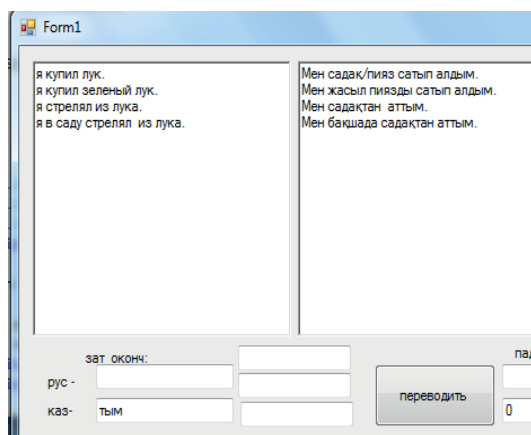 Form1
я купил лук.
я купил зеленый лук.
я стрелял из лука.
я в саду стрелял из лука.
Мен садақ/пияз сатып алдым.
Мен жасыл пиязды сатып алдым.
Мен садақтан аттым.
Мен бақшада садақтан аттым.
зат оконч:
пад
рус -
переводить
каз-
тым
0